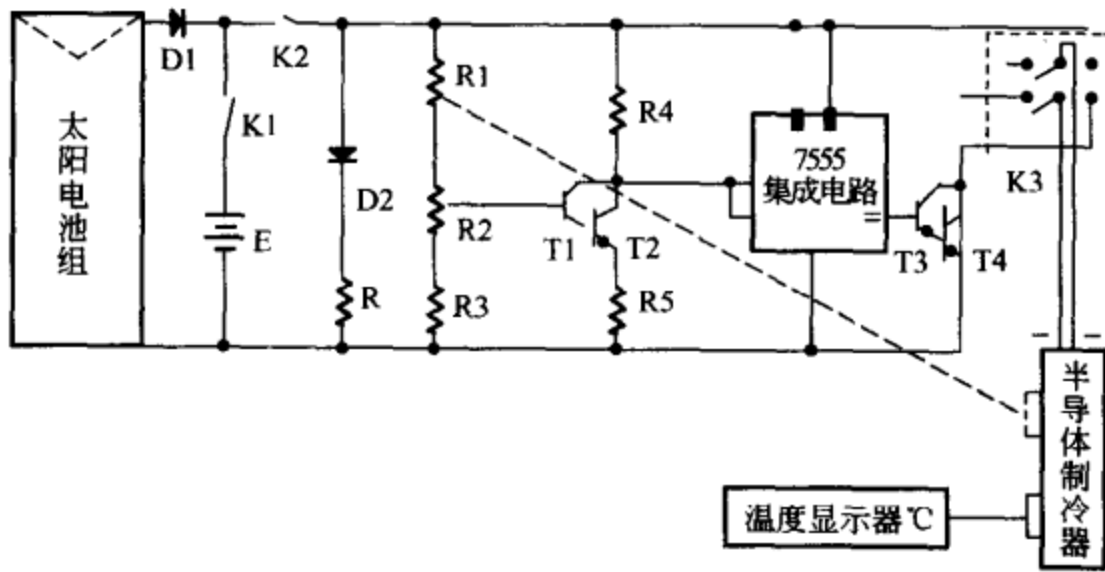 太阳电池组
D1
K2
K1
E
D2
R
R1
R2
R3
R4
T1
T2
R5
7555
集成电路
T3
T4
K3
半导体制冷器
温度显示器℃